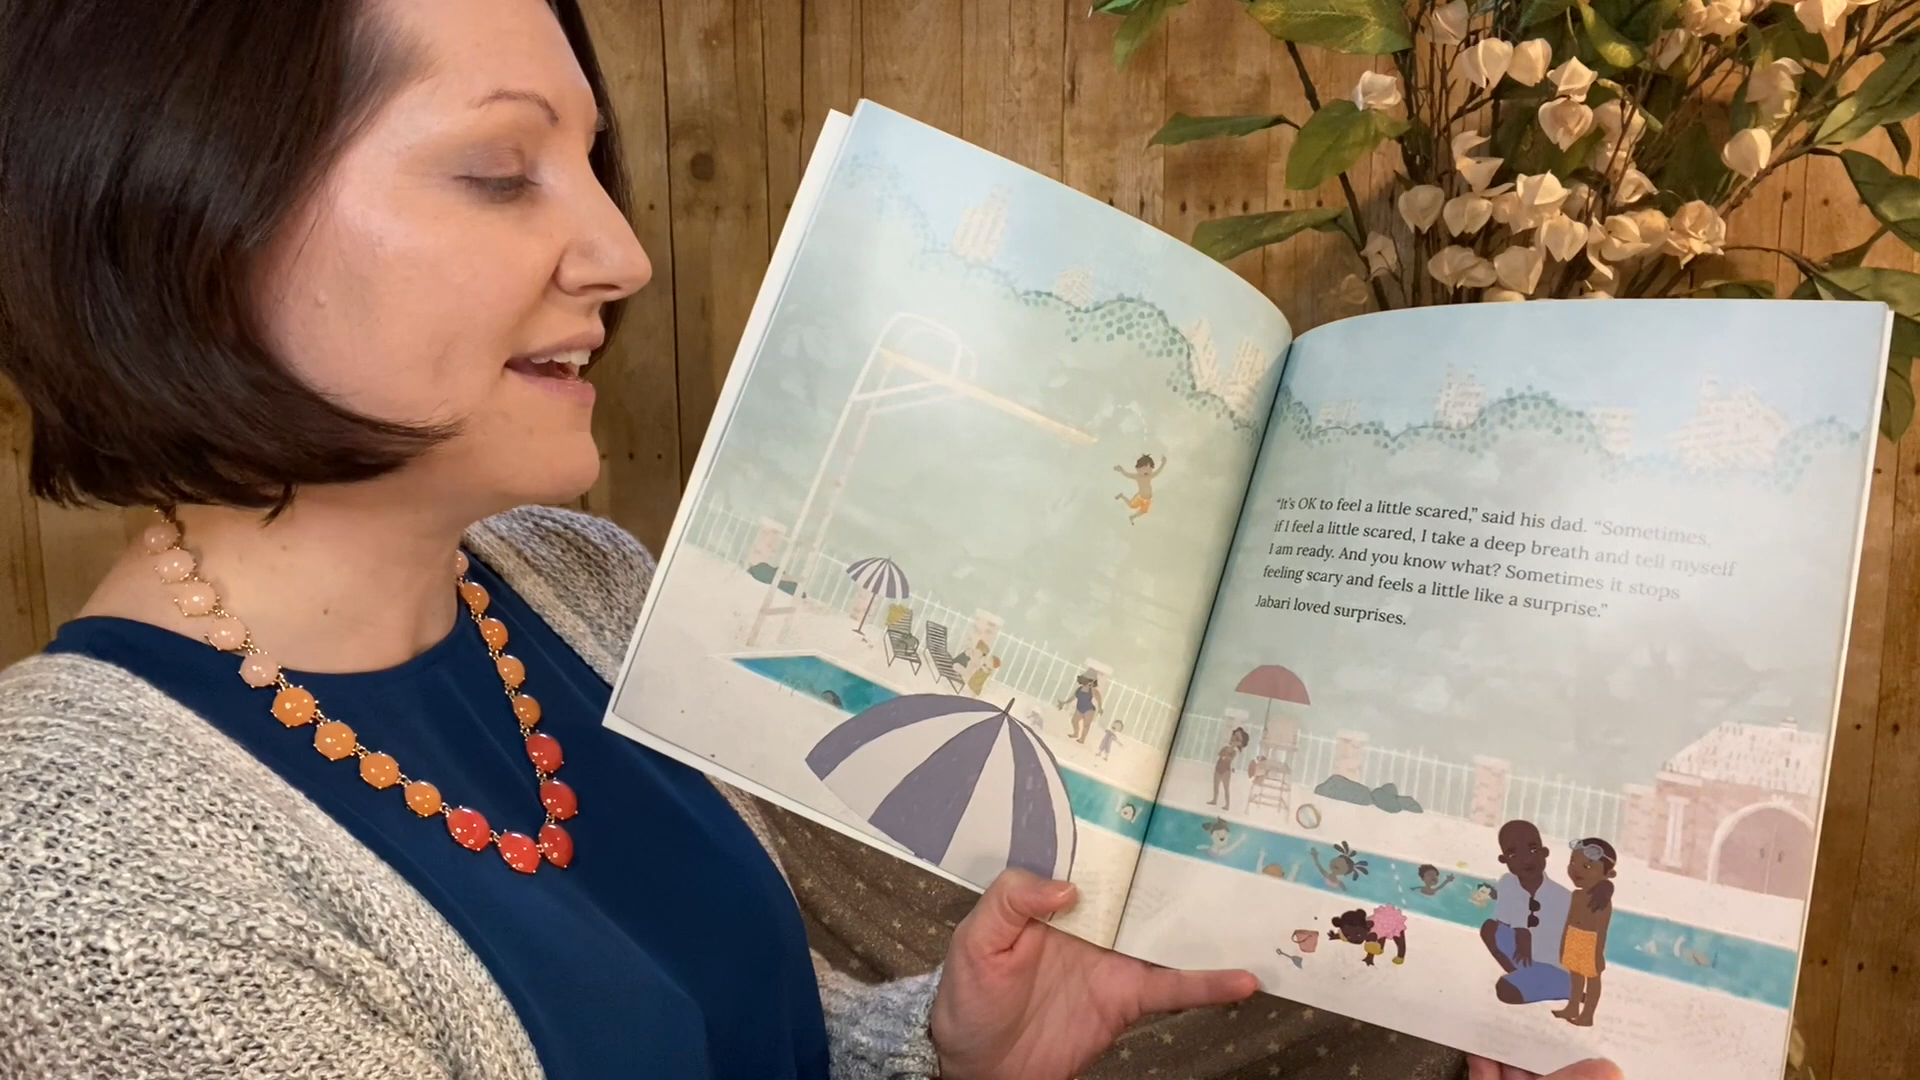 “It’s OK to feel a little scared,” said his dad. “Sometimes,
if I feel a little scared, I take a deep breath and tell myself
I am ready. And you know what? Sometimes it stops
feeling scary and feels a little like a surprise.”
Jabari loved surprises.